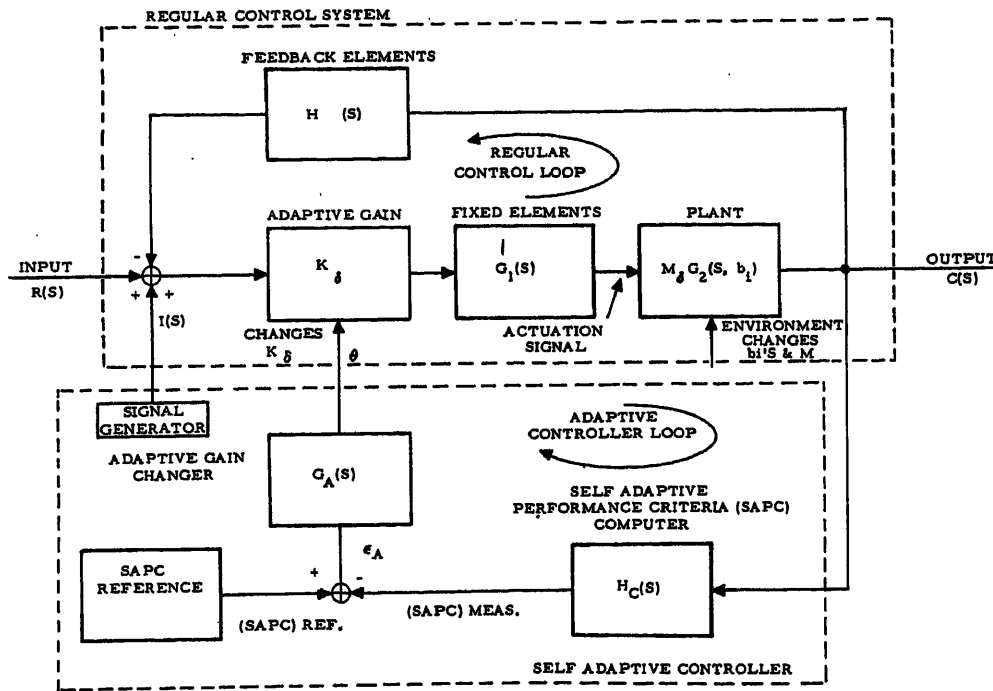 REGULAR CONTROL SYSTEM
FEEDBACK ELEMENTS
H (S)
REGULAR
CONTROL LOOP
ADAPTIVE GAIN
FIXED ELEMENTS
PLANT
INPUT
R(S)
-
+ +
I(S)
K δ
G1(S)
Mδ G2(S, bi)
OUTPUT
C(S)
CHANGES
K δ
θ
ACTUATION
SIGNAL
ENVIRONMENT
CHANGES
bi'S & M
SIGNAL
GENERATOR
ADAPTIVE GAIN
CHANGER
GA(S)
ADAPTIVE
CONTROLLER LOOP
SELF ADAPTIVE
PERFORMANCE CRITERIA (SAPC)
COMPUTER
ϵA
SAPC
REFERENCE
+ -
HC(S)
(SAPC) REF.
(SAPC) MEAS.
SELF ADAPTIVE CONTROLLER